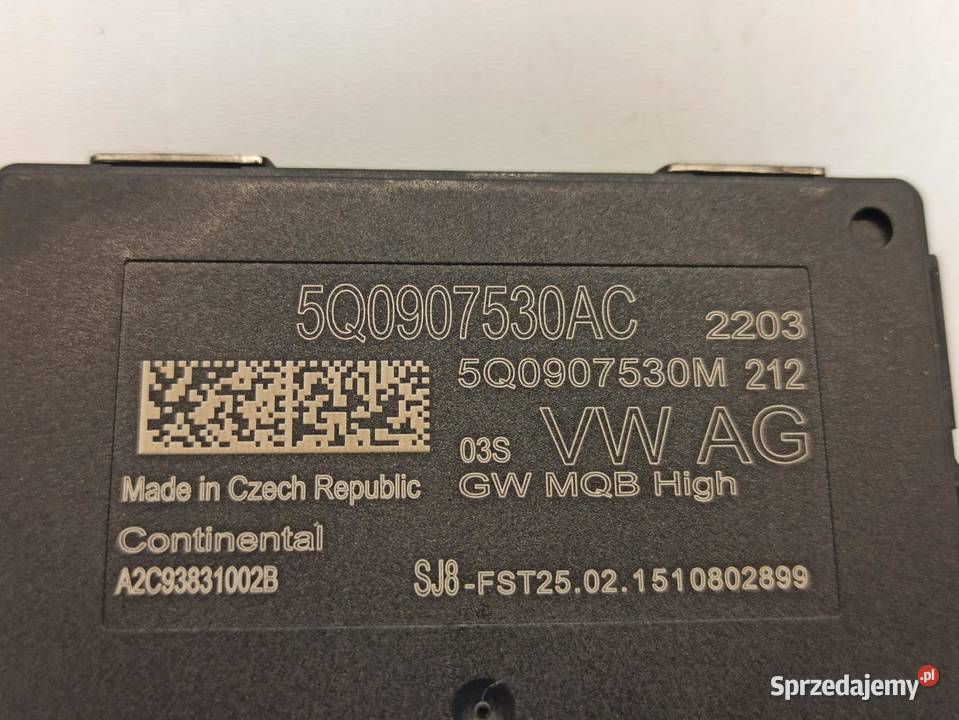 5Q0907530AC 2203
5Q0907530M 212
03S VW AG
Made in Czech Republic GW MQB High
Continental
A2C93831002B SJ8-FST25.02.1510802899
Sprzedajemy.pl